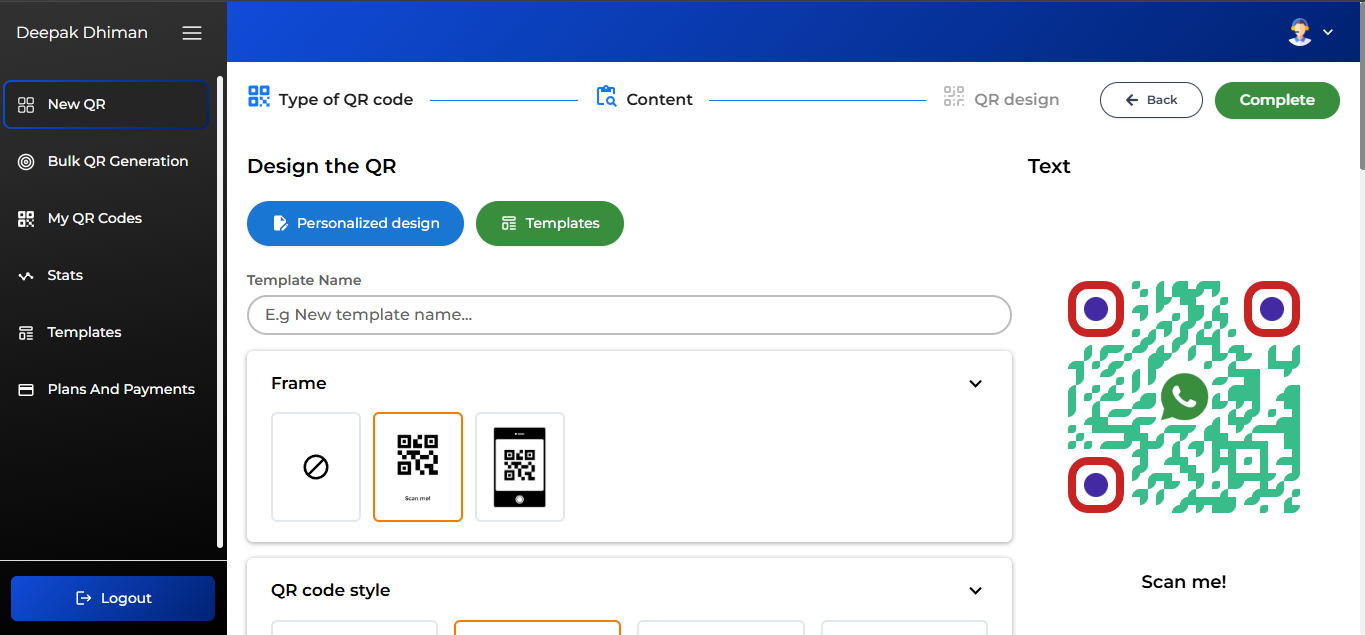 Deepak Dhiman
New QR
Bulk QR Generation
My QR Codes
Stats
Templates
Plans And Payments
Logout
Type of QR code
Content
QR design
Back
Complete
Design the QR
Personalized design
Templates
Template Name
E.g New template name...
Frame
Scan me!
QR code style
Text
Scan me!